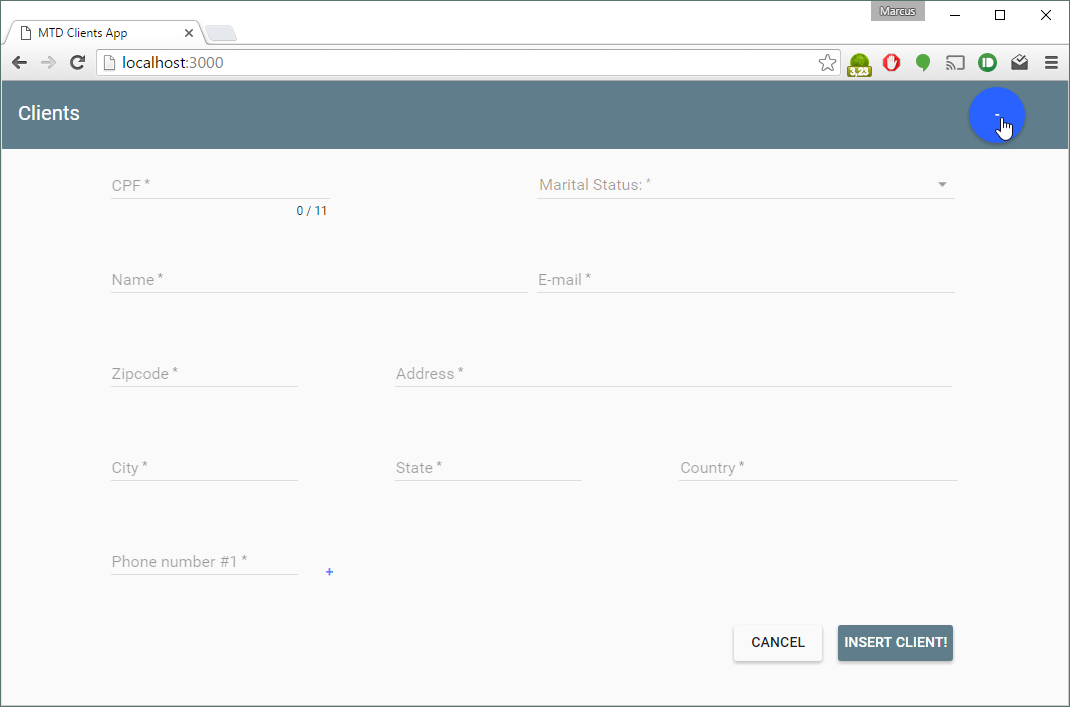 Marcus
MTD Clients App
localhost:3000
3,23
Clients
-
CPF *
Marital Status: *
0 / 11
Name *
E-mail *
Zipcode *
Address *
City *
State *
Country *
Phone number #1 *
+
CANCEL
INSERT CLIENT!